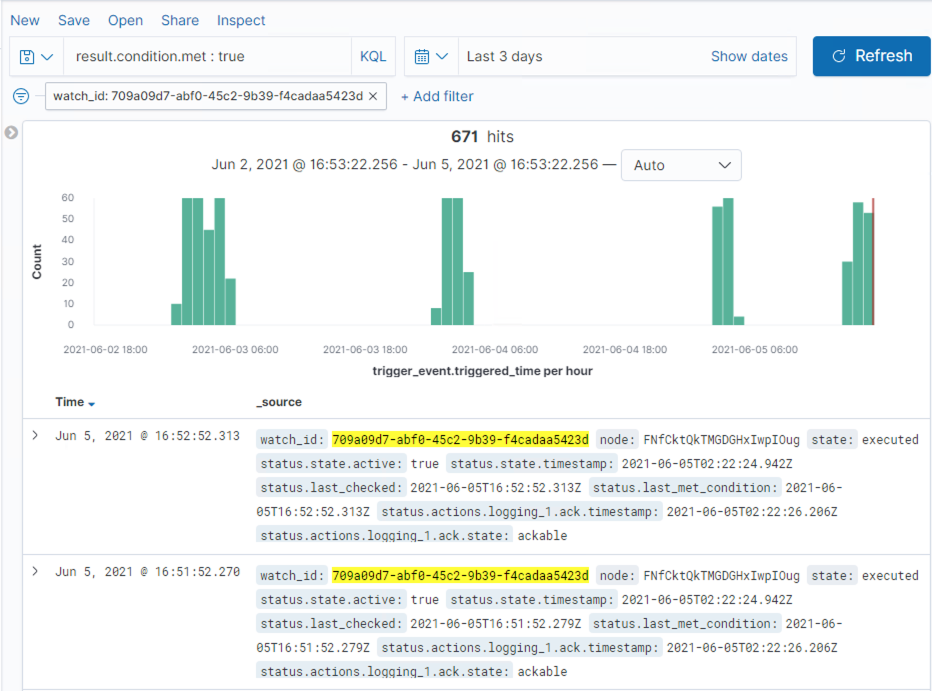 New Save Open Share Inspect
result.condition.met : true KQL Last 3 days Show dates Refresh
watch_id: 709a09d7-abf0-45c2-9b39-f4cadaa5423d × + Add filter
671 hits
Jun 2, 2021 @ 16:53:22.256 - Jun 5, 2021 @ 16:53:22.256 — Auto
60
50
40
30
20
10
0
Count
2021-06-02 18:00 2021-06-03 06:00 2021-06-03 18:00 2021-06-04 06:00 2021-06-04 18:00 2021-06-05 06:00
trigger_event.triggered_time per hour
Time _source
Jun 5, 2021 @ 16:52:52.313 watch_id: 709a09d7-abf0-45c2-9b39-f4cadaa5423d node: FNfCktQkTMGDGHxIwpIOug state: executed
status.state.active: true status.state.timestamp: 2021-06-05T02:22:24.942Z
status.last_checked: 2021-06-05T16:52:52.313Z status.last_met_condition: 2021-06-
05T16:52:52.313Z status.actions.logging_1.ack.timestamp: 2021-06-05T02:22:26.206Z
status.actions.logging_1.ack.state: ackable
Jun 5, 2021 @ 16:51:52.270 watch_id: 709a09d7-abf0-45c2-9b39-f4cadaa5423d node: FNfCktQkTMGDGHxIwpIOug state: executed
status.state.active: true status.state.timestamp: 2021-06-05T02:22:24.942Z
status.last_checked: 2021-06-05T16:51:52.279Z status.last_met_condition: 2021-06-
05T16:51:52.279Z status.actions.logging_1.ack.timestamp: 2021-06-05T02:22:26.206Z
status.actions.logging_1.ack.state: ackable